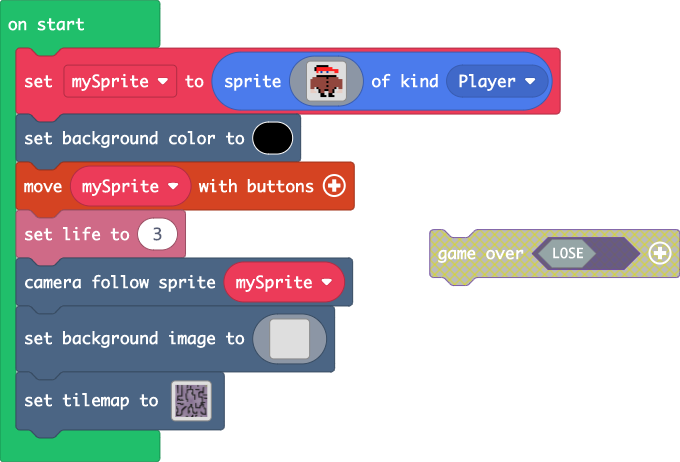 on start
set mySprite to sprite of kind Player
set background color to
move mySprite with buttons
set life to 3
camera follow sprite mySprite
game over LOSE
set background image to
set tilemap to